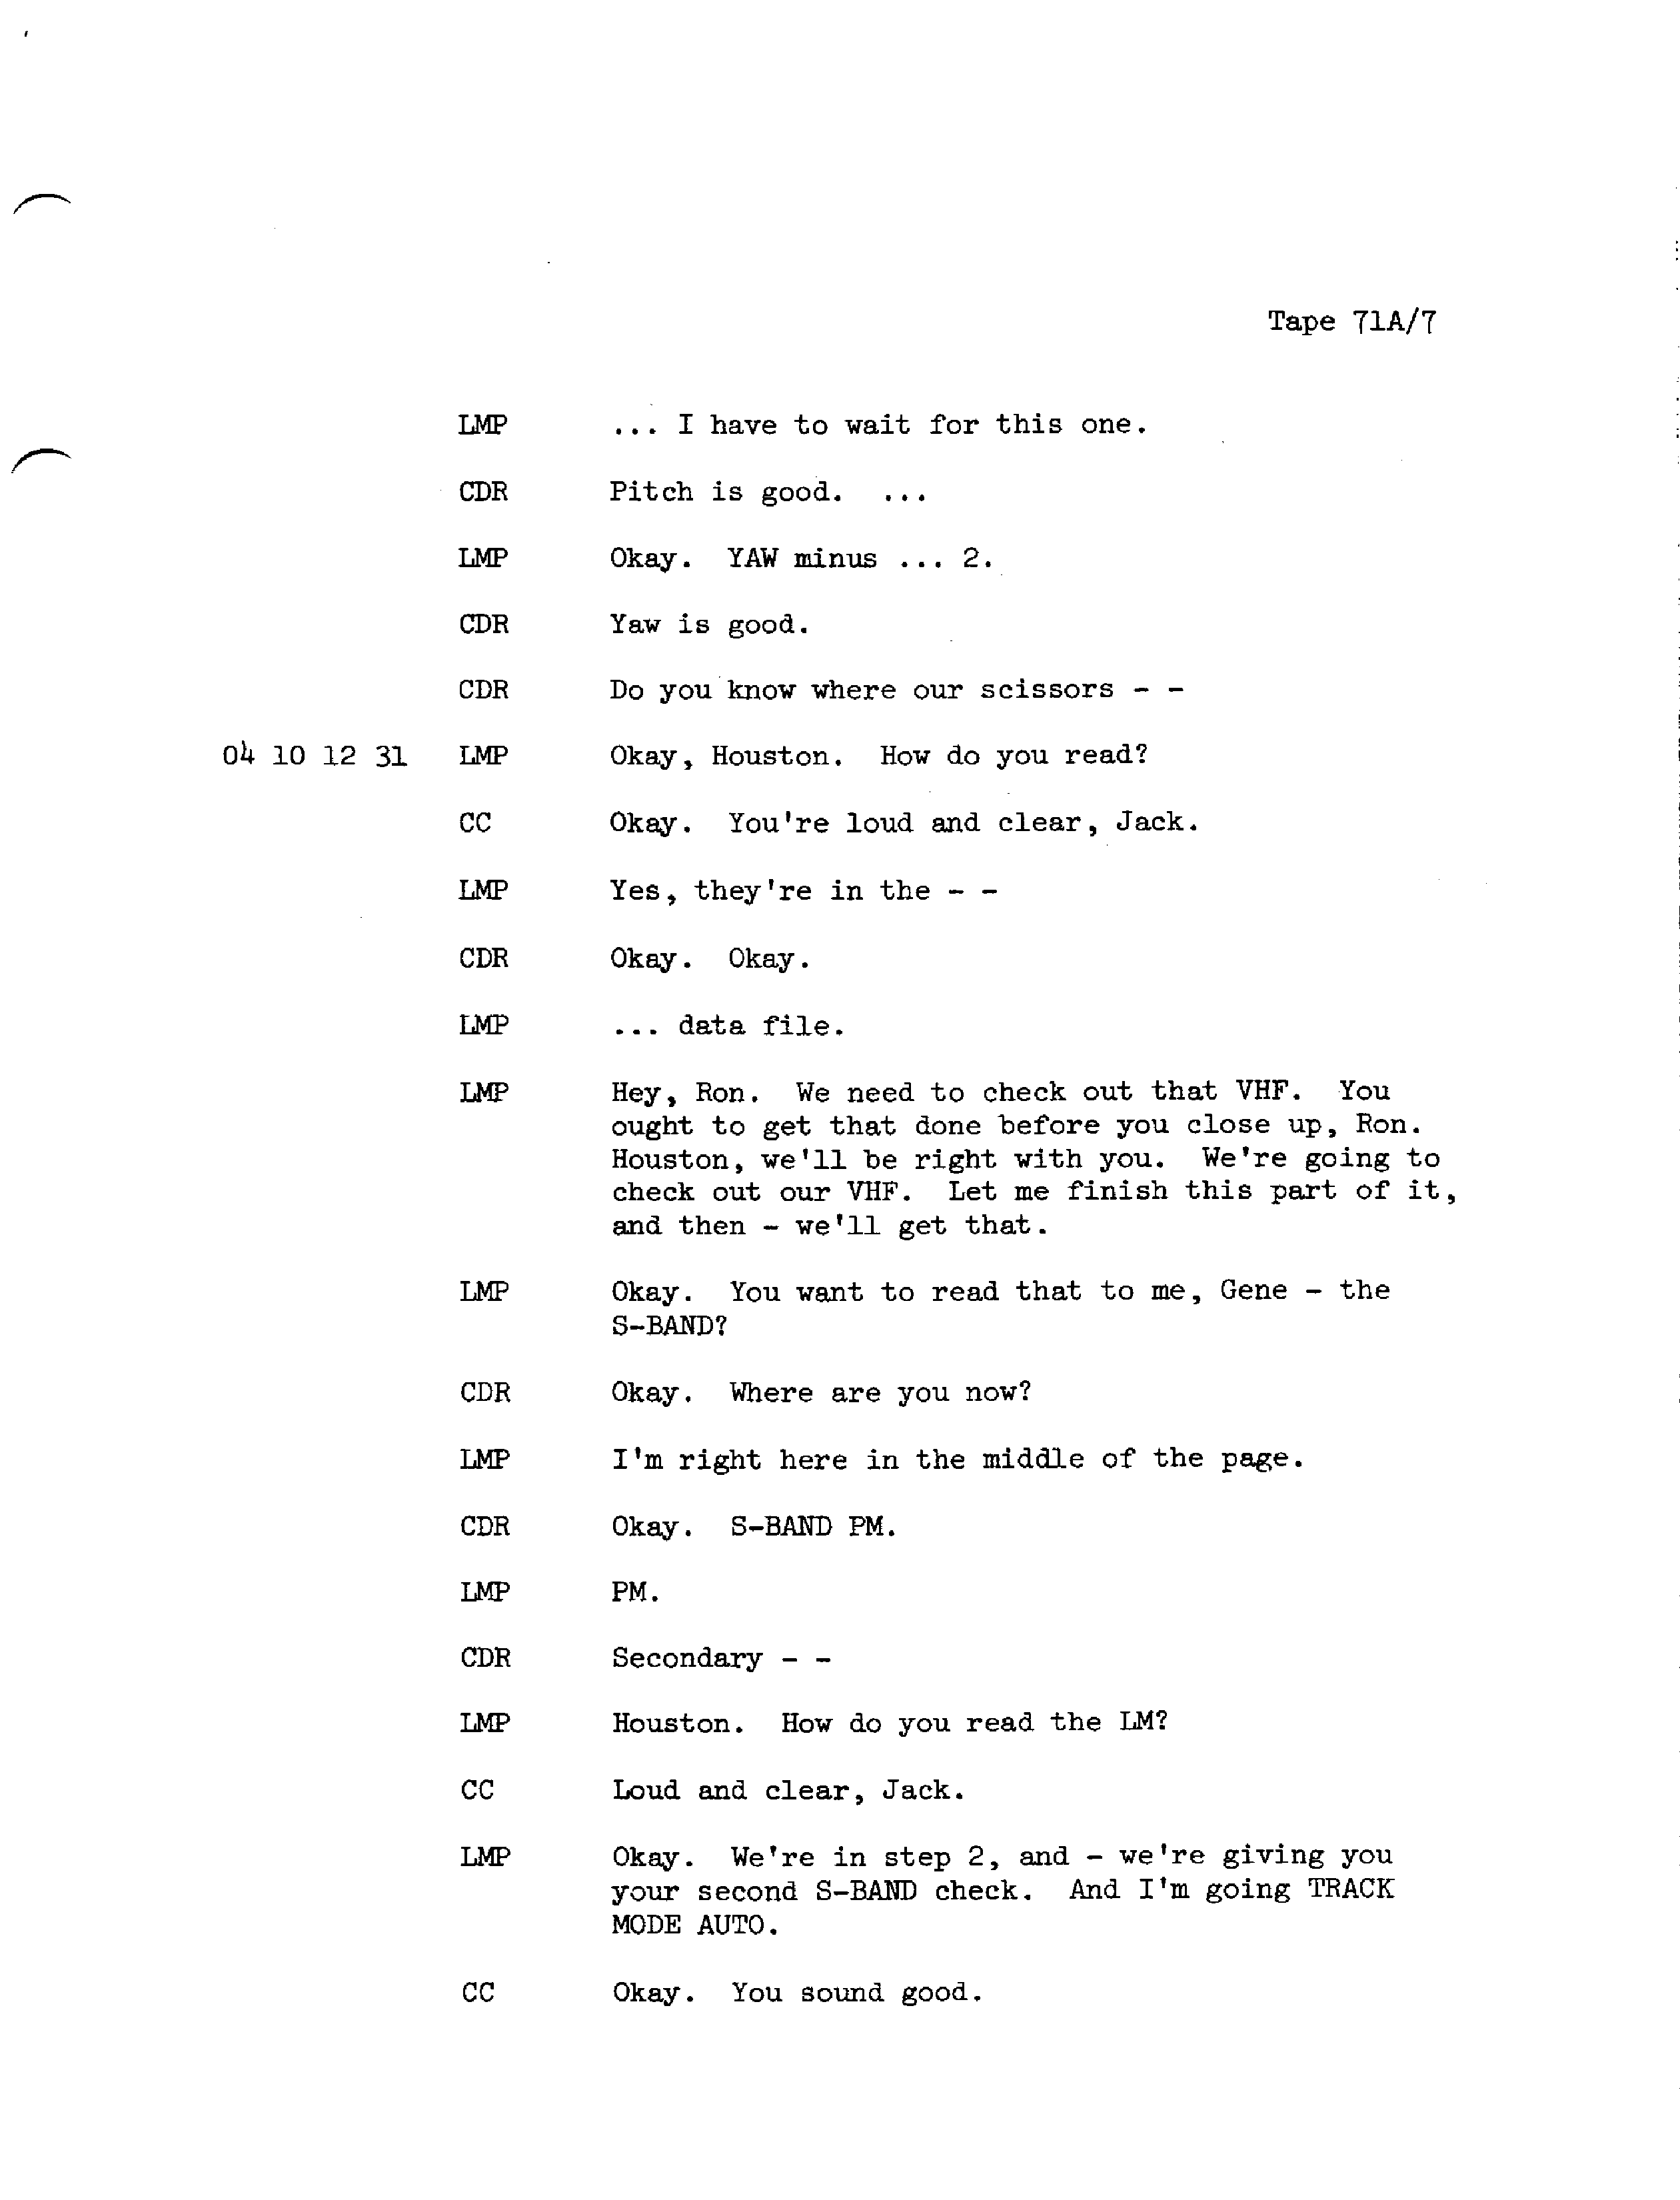 Tape 71A/7
LMP ... I have to wait for this one.
CDR Pitch is good. ...
LMP Okay. YAW minus ... 2.
CDR Yaw is good.
CDR Do you know where our scissors - -
04 10 12 31 LMP Okay, Houston. How do you read?
CC Okay. You're loud and clear, Jack.
LMP Yes, they're in the - -
CDR Okay. Okay.
LMP ... data file.
LMP Hey, Ron. We need to check out that VHF. You
ought to get that done before you close up, Ron.
Houston, we'll be right with you. We're going to
check out our VHF. Let me finish this part of it,
and then - we'll get that.
LMP Okay. You want to read that to me, Gene - the
S-BAND?
CDR Okay. Where are you now?
LMP I'm right here in the middle of the page.
CDR Okay. S-BAND PM.
LMP PM.
CDR Secondary - -
LMP Houston. How do you read the LM?
CC Loud and clear, Jack.
LMP Okay. We're in step 2, and - we're giving you
your second S-BAND check. And I'm going TRACK
MODE AUTO.
CC Okay. You sound good.